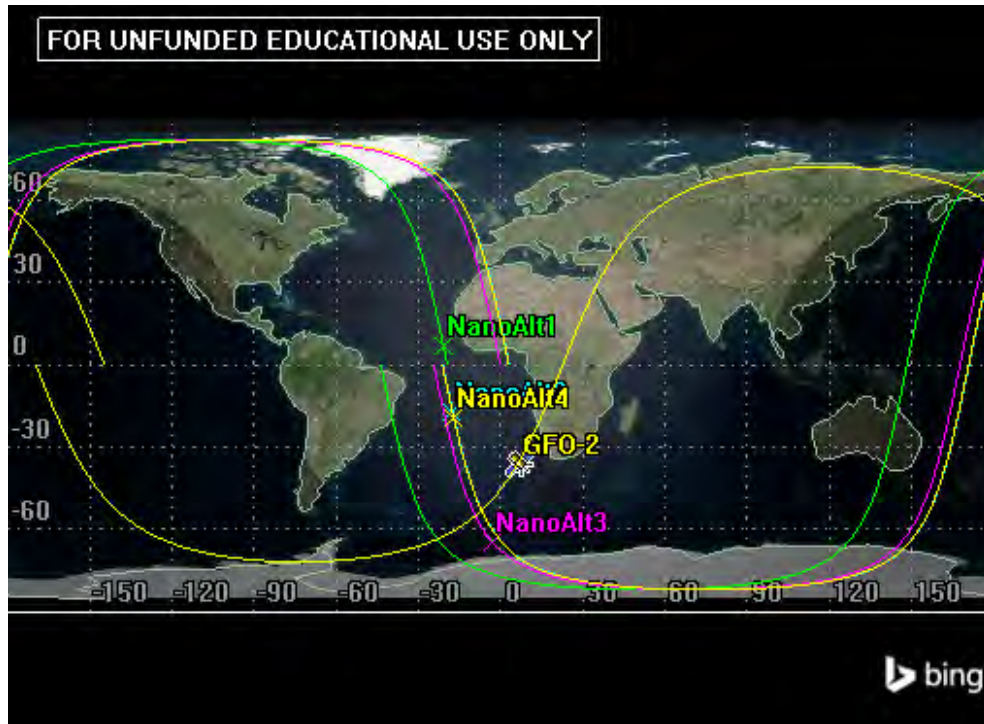 FOR UNFUNDED EDUCATIONAL USE ONLY
60
30
NanoAlt1
0
NanoAlt4
-30
GFO-2
-60
NanoAlt3
-150 -120 -90 -60 -30 0 30 60 90 120 150
bing